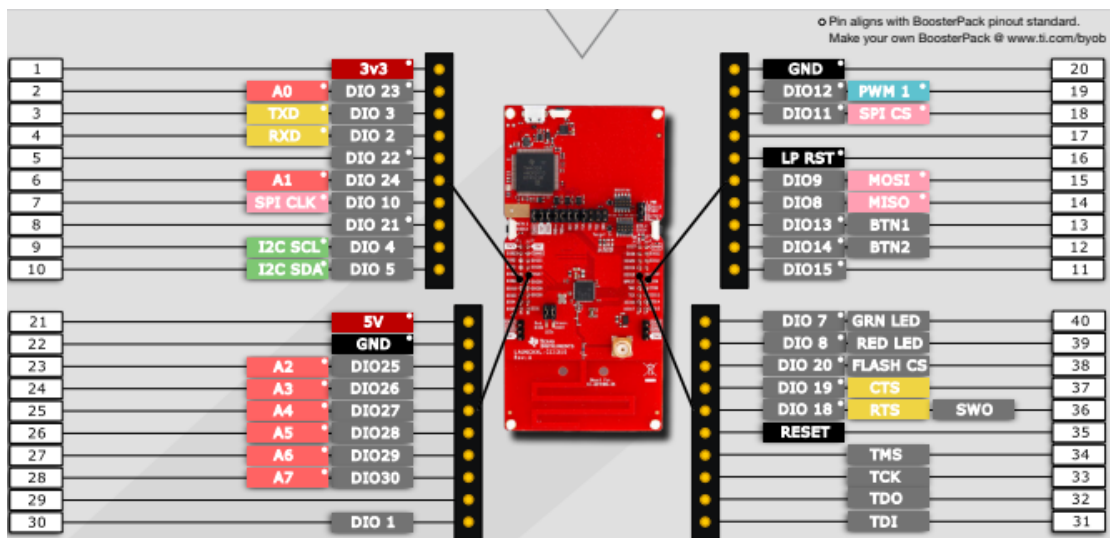 Pin aligns with BoosterPack pinout standard.
Make your own BoosterPack @ www.ti.com/byob
1 3v3
2 A0 DIO 23
3 TXD DIO 3
4 RXD DIO 2
5 DIO 22
6 A1 DIO 24
7 SPI CLK DIO 10
8 DIO 21
9 I2C SCL DIO 4
10 I2C SDA DIO 5
GND 20
DIO12 PWM 1 19
DIO11 SPI CS 18
17
LP RST 16
DIO9 MOSI 15
DIO8 MISO 14
DIO13 BTN1 13
DIO14 BTN2 12
DIO15 11
21 5V
22 GND
23 A2 DIO25
24 A3 DIO26
25 A4 DIO27
26 A5 DIO28
27 A6 DIO29
28 A7 DIO30
29
30 DIO 1
DIO 7 GRN LED 40
DIO 8 RED LED 39
DIO 20 FLASH CS 38
DIO 19 CTS 37
DIO 18 RTS SWO 36
RESET 35
TMS 34
TCK 33
TDO 32
TDI 31
TEXAS
INSTRUMENTS